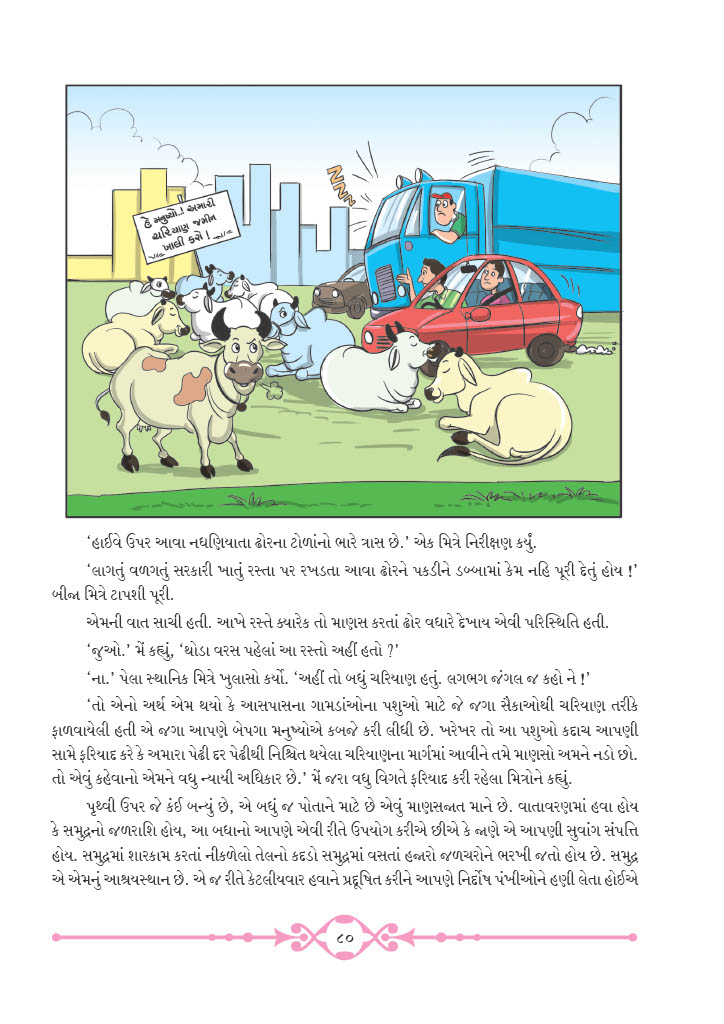 હે મનુષ્યો..! અમારી
ચરિયાણ જમીન
ખાલી કરો !
‘હાઈવે ઉપર આવા નધણિયાતા ઢોરના ટોળાંનો ભારે ત્રાસ છે.’ એક મિત્રે નિરીક્ષણ કર્યું.
‘લાગતું વળગતું સરકારી ખાતું રસ્તા પર રખડતા આવા ઢોરને પકડીને ડબ્બામાં કેમ નહિ પૂરી દેતું હોય !’
બીજા મિત્રે ટાપશી પૂરી.
એમની વાત સાચી હતી. આખે રસ્તે ક્યારેક તો માણસ કરતાં ઢોર વધારે દેખાય એવી પરિસ્થિતિ હતી.
‘જુઓ.’ મેં કહ્યું, ‘થોડા વરસ પહેલાં આ રસ્તો અહીં હતો ?’
‘ના.’ પેલા સ્થાનિક મિત્રે ખુલાસો કર્યો. ‘અહીં તો બધું ચરિયાણ હતું. લગભગ જંગલ જ કહો ને !’
‘તો એનો અર્થ એમ થયો કે આસપાસના ગામડાંઓના પશુઓ માટે જે જગા સૈકાઓથી ચરિયાણ તરીકે
ફાળવાયેલી હતી એ જગા આપણે બેપગા મનુષ્યોએ કબજે કરી લીધી છે. ખરેખર તો આ પશુઓ કદાચ આપણી
સામે ફરિયાદ કરે કે અમારા પેઢી દર પેઢીથી નિશ્ચિત થયેલા ચરિયાણના માર્ગમાં આવીને તમે માણસો અમને નડો છો.
તો એવું કહેવાનો એમને વધુ ન્યાયી અધિકાર છે.’ મેં જરા વધુ વિગતે ફરિયાદ કરી રહેલા મિત્રોને કહ્યું.
પૃથ્વી ઉપર જે કંઈ બન્યું છે, એ બધું જ પોતાને માટે છે એવું માણસજાત માને છે. વાતાવરણમાં હવા હોય
કે સમુદ્રનો જળરાશિ હોય, આ બધાનો આપણે એવી રીતે ઉપયોગ કરીએ છીએ કે જાણે એ આપણી સુવાંગ સંપત્તિ
હોય. સમુદ્રમાં શારકામ કરતાં નીકળેલો તેલનો કદડો સમુદ્રમાં વસતાં હજારો જળચરોને ભરખી જતો હોય છે. સમુદ્ર
એ એમનું આશ્રયસ્થાન છે. એ જ રીતે કેટલીયવાર હવાને પ્રદૂષિત કરીને આપણે નિર્દોષ પંખીઓને હણી લેતા હોઈએ
૮૦